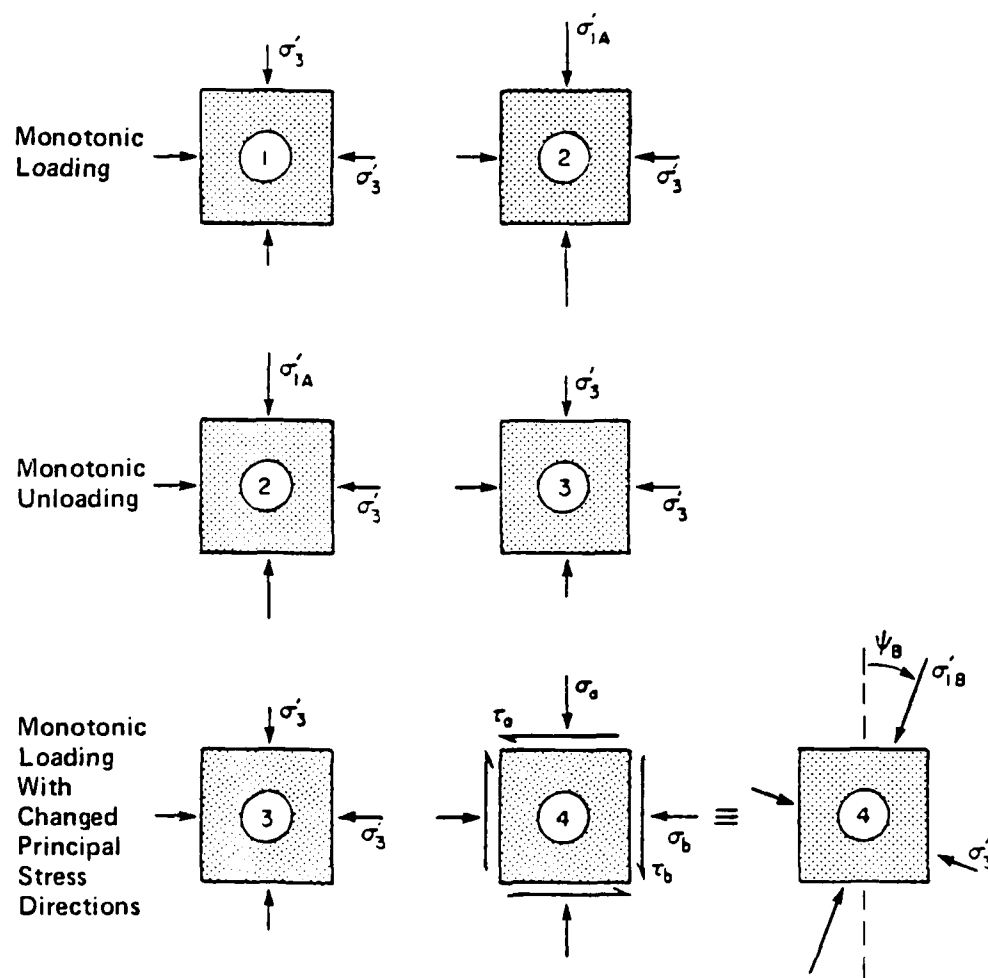 σ′3
σ′1A
Monotonic
Loading
1
σ′3
2
σ′3
σ′1A
σ′3
Monotonic
Unloading
2
σ′3
3
σ′3
ψB
σ′1B
σ′3
σa
τa
Monotonic
Loading
With
Changed
Principal
Stress
Directions
3
σ′3
4
σb
τb
≡
4
σ′3